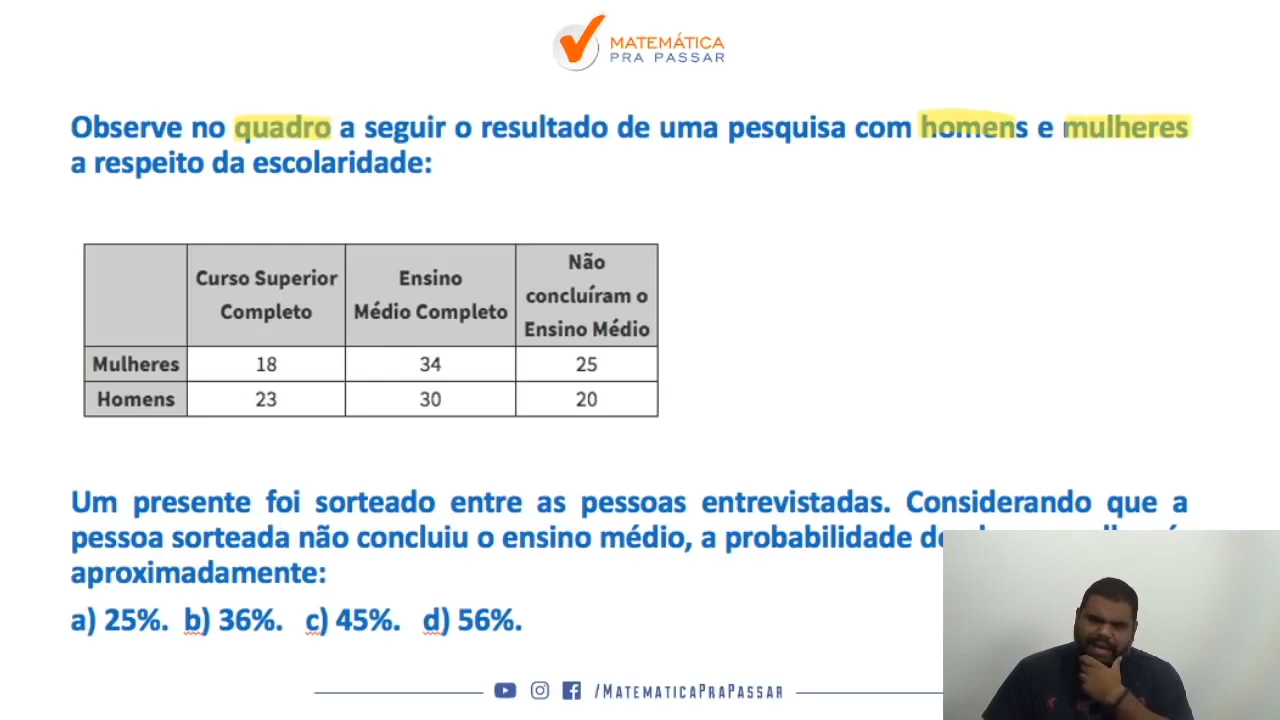 MATEMÁTICA
PRA PASSAR
Observe no quadro a seguir o resultado de uma pesquisa com homens e mulheres
a respeito da escolaridade:
Curso Superior Completo
Ensino Médio Completo
Não concluíram o Ensino Médio
Mulheres 18 34 25
Homens 23 30 20
Um presente foi sorteado entre as pessoas entrevistadas. Considerando que a
pessoa sorteada não concluiu o ensino médio, a probabilidade
aproximadamente:
a) 25%. b) 36%. c) 45%. d) 56%.
/MATEMATICAPRAPASSAR